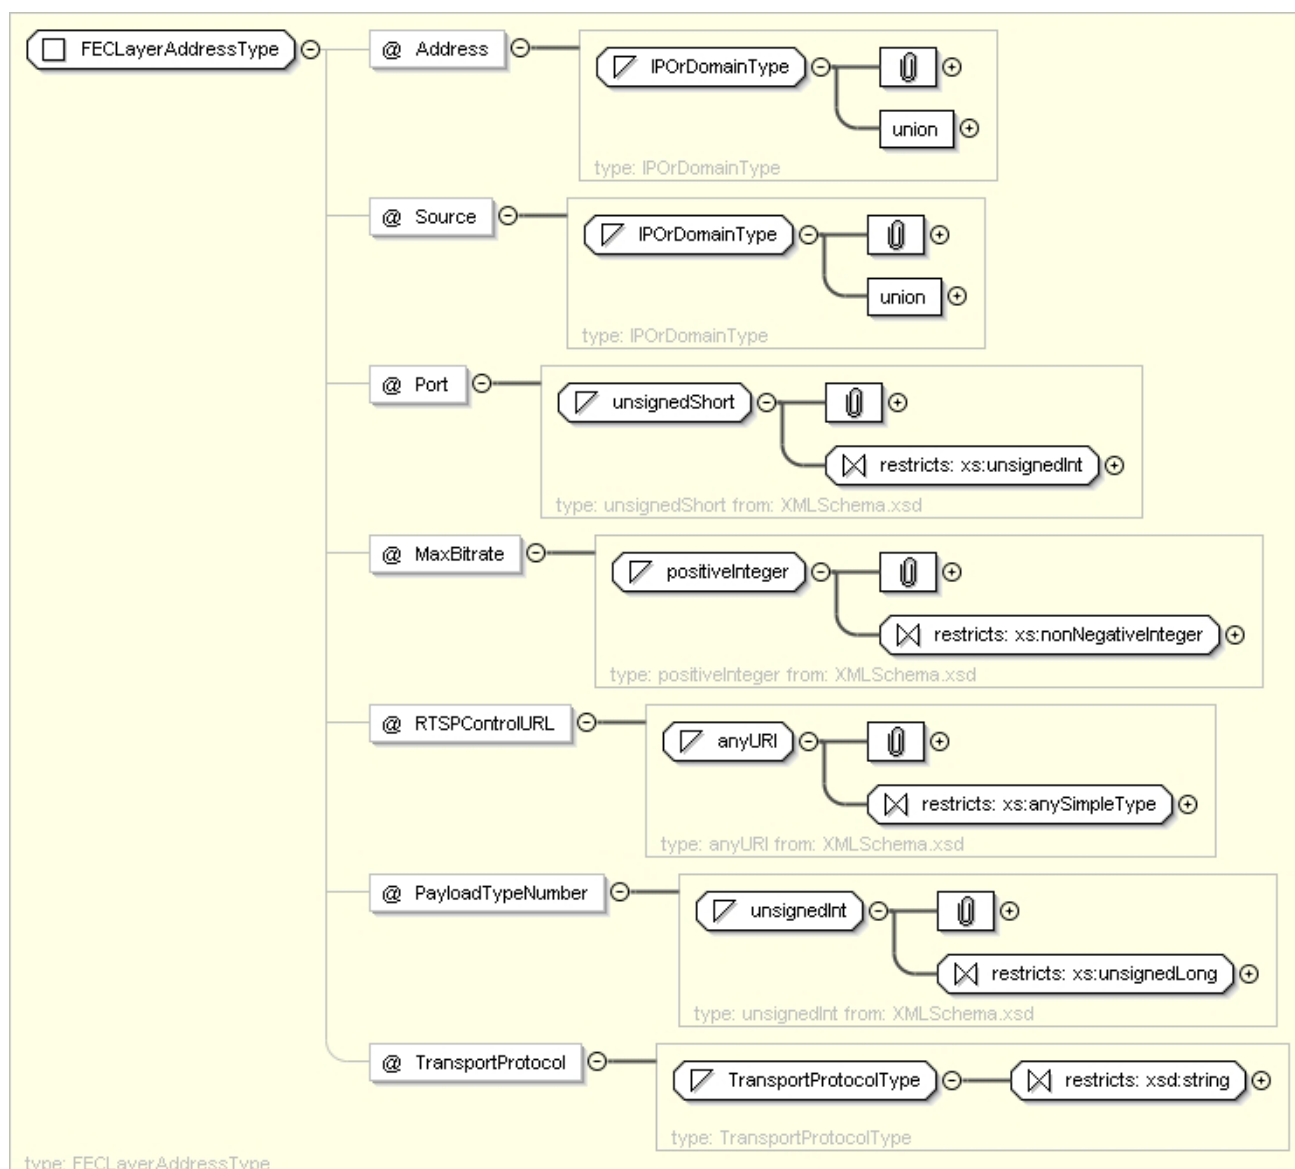 FECLayerAddressType
@ Address
IPOrDomainType
union
type: IPOrDomainType
@ Source
IPOrDomainType
union
type: IPOrDomainType
@ Port
unsignedShort
restricts: xs:unsignedInt
type: unsignedShort from: XMLSchema.xsd
@ MaxBitrate
positiveInteger
restricts: xs:nonNegativeInteger
type: positiveInteger from: XMLSchema.xsd
@ RTSPControlURL
anyURI
restricts: xs:anySimpleType
type: anyURI from: XMLSchema.xsd
@ PayloadTypeNumber
unsignedInt
restricts: xs:unsignedLong
type: unsignedInt from: XMLSchema.xsd
@ TransportProtocol
TransportProtocolType
restricts: xsd:string
type: TransportProtocolType
type: FECLayerAddressType